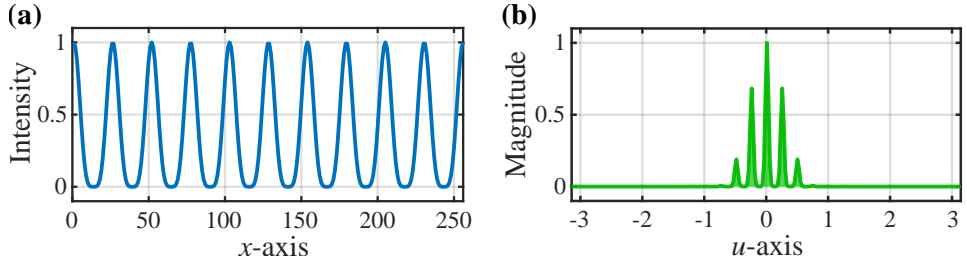 (a)
Intensity
1
0.5
0
0 50 100 150 200 250
x-axis
(b)
Magnitude
1
0.5
0
-3 -2 -1 0 1 2 3
u-axis